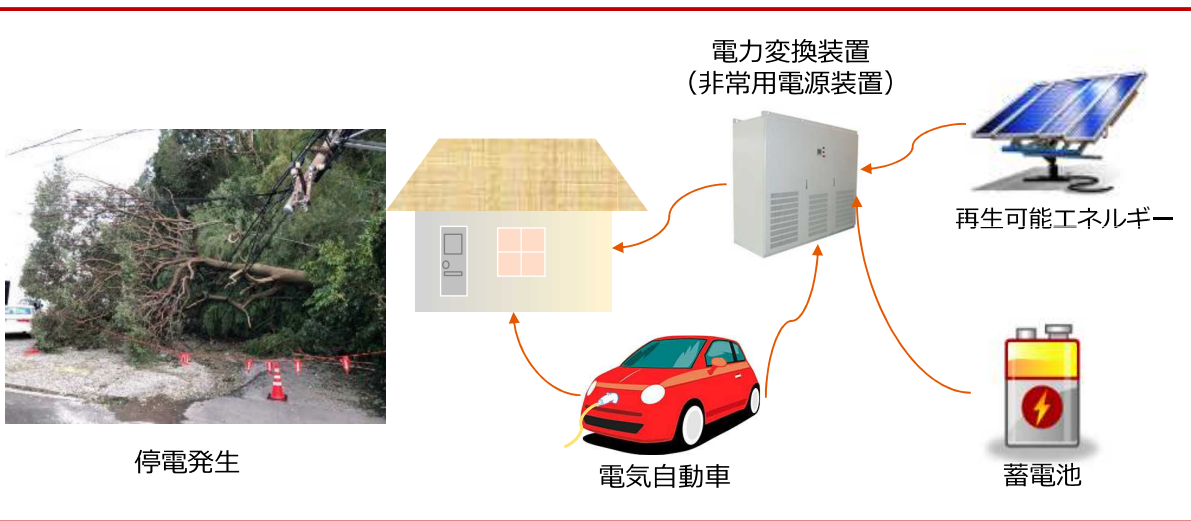 電力変換装置
（非常用電源装置）
再生可能エネルギー
停電発生
電気自動車
蓄電池